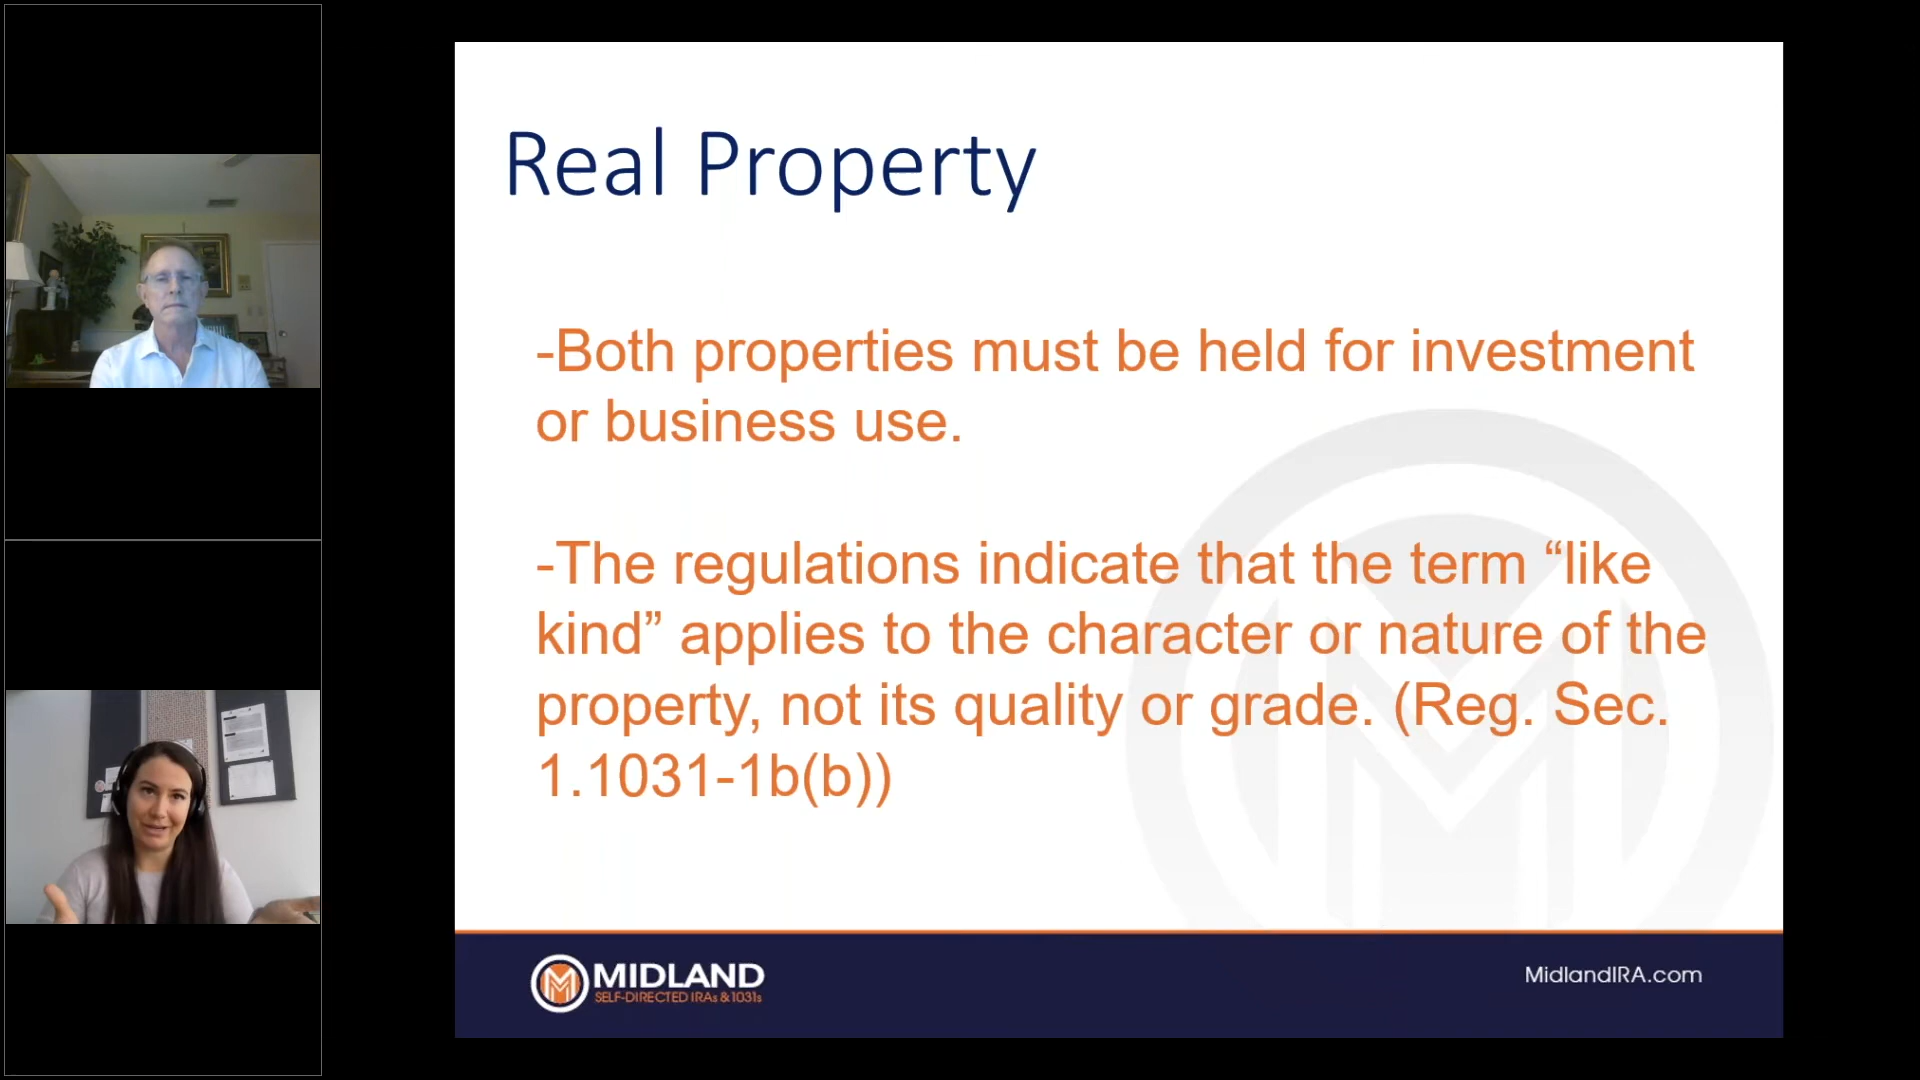 Real Property
-Both properties must be held for investment
or business use.
-The regulations indicate that the term “like
kind” applies to the character or nature of the
property, not its quality or grade. (Reg. Sec.
1.1031-1b(b))
MIDLAND
SELF-DIRECTED IRAs & 1031s
MidlandIRA.com